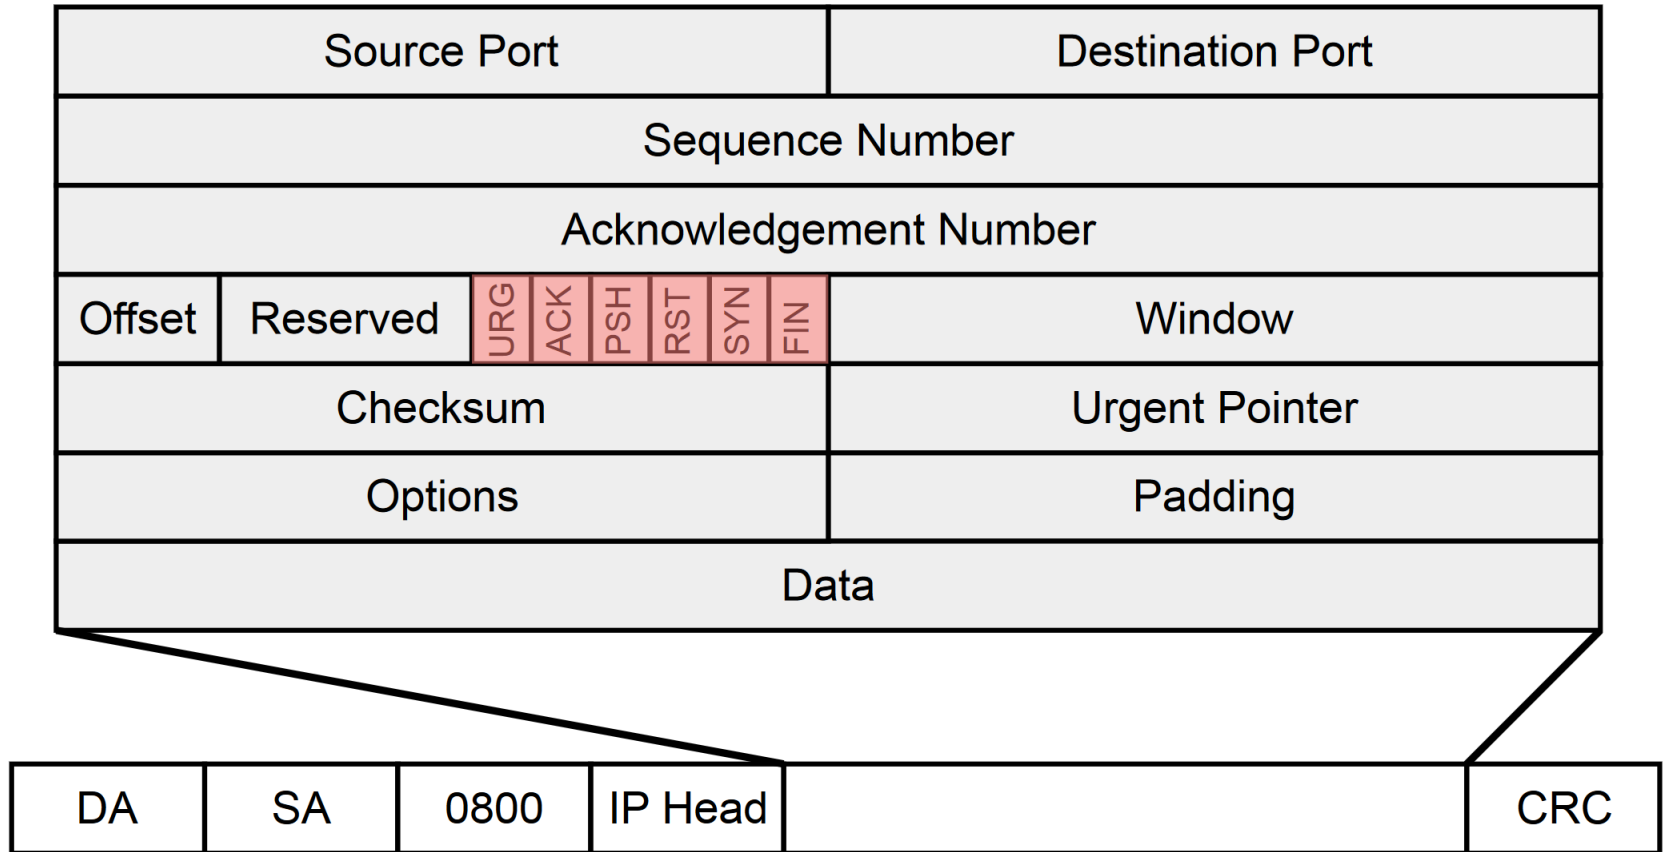 Source Port Destination Port
Sequence Number
Acknowledgement Number
Offset Reserved URG ACK PSH RST SYN FIN Window
Checksum Urgent Pointer
Options Padding
Data
DA SA 0800 IP Head CRC